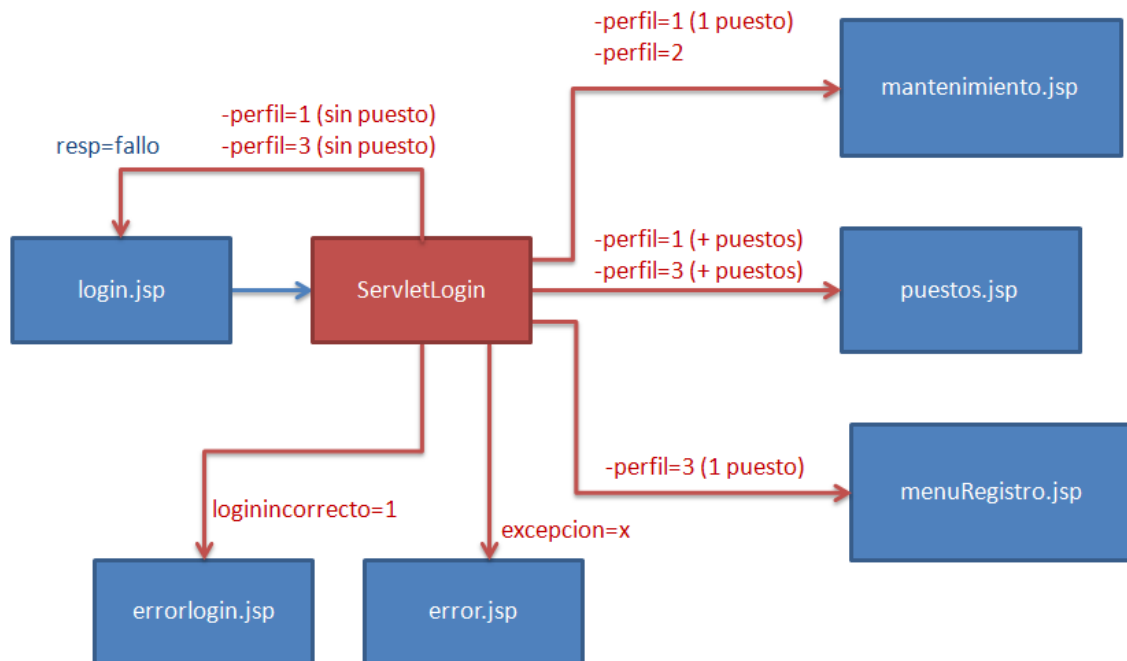 -perfil=1 (1 puesto)
-perfil=2
mantenimiento.jsp
-perfil=1 (sin puesto)
-perfil=3 (sin puesto)
resp=fallo
login.jsp
ServletLogin
-perfil=1 (+ puestos)
-perfil=3 (+ puestos)
puestos.jsp
-perfil=3 (1 puesto)
menuRegistro.jsp
loginincorrecto=1
excepcion=x
errorlogin.jsp
error.jsp